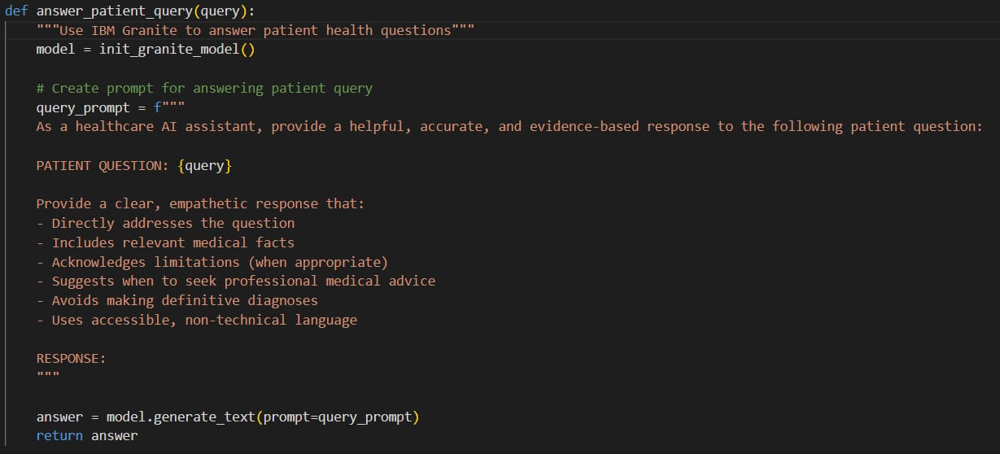 def answer_patient_query(query):
"""Use IBM Granite to answer patient health questions"""
model = init_granite_model()
# Create prompt for answering patient query
query_prompt = f"""
As a healthcare AI assistant, provide a helpful, accurate, and evidence-based response to the following patient question:
PATIENT QUESTION: {query}
Provide a clear, empathetic response that:
- Directly addresses the question
- Includes relevant medical facts
- Acknowledges limitations (when appropriate)
- Suggests when to seek professional medical advice
- Avoids making definitive diagnoses
- Uses accessible, non-technical language
RESPONSE:
"""
answer = model.generate_text(prompt=query_prompt)
return answer